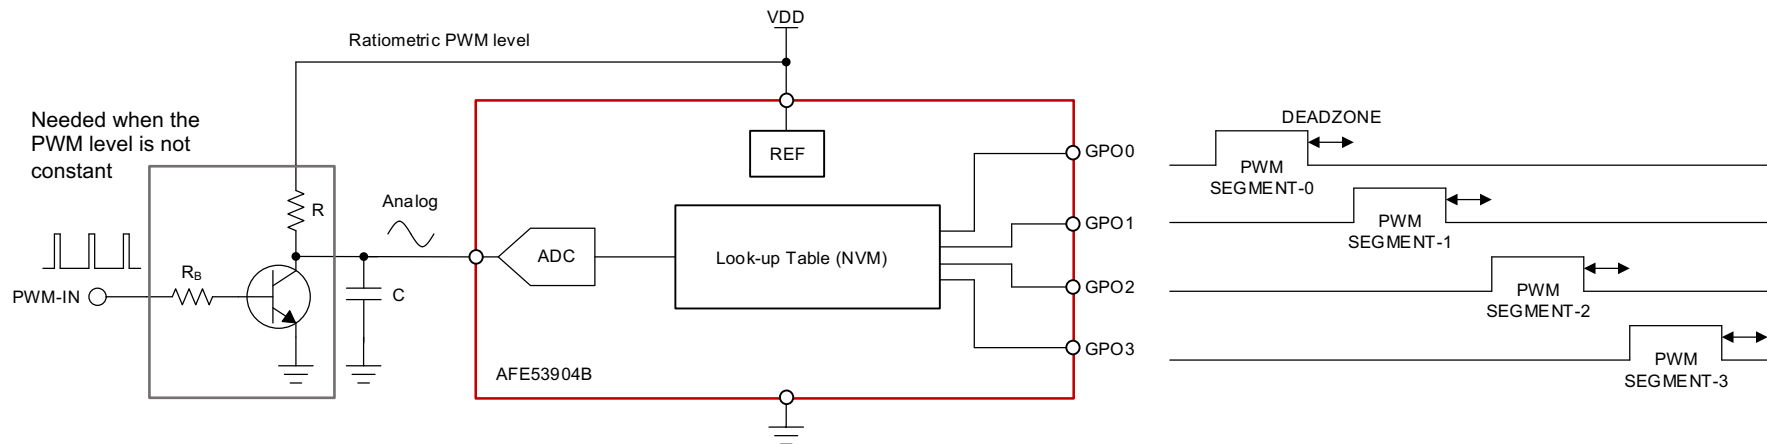 VDD
Ratiometric PWM level
Needed when the
PWM level is not
constant
R
Analog
RB
PWM-IN
C
ADC
REF
Look-up Table (NVM)
AFE53904B
GPO0
GPO1
GPO2
GPO3
DEADZONE
PWM
SEGMENT-0
PWM
SEGMENT-1
PWM
SEGMENT-2
PWM
SEGMENT-3